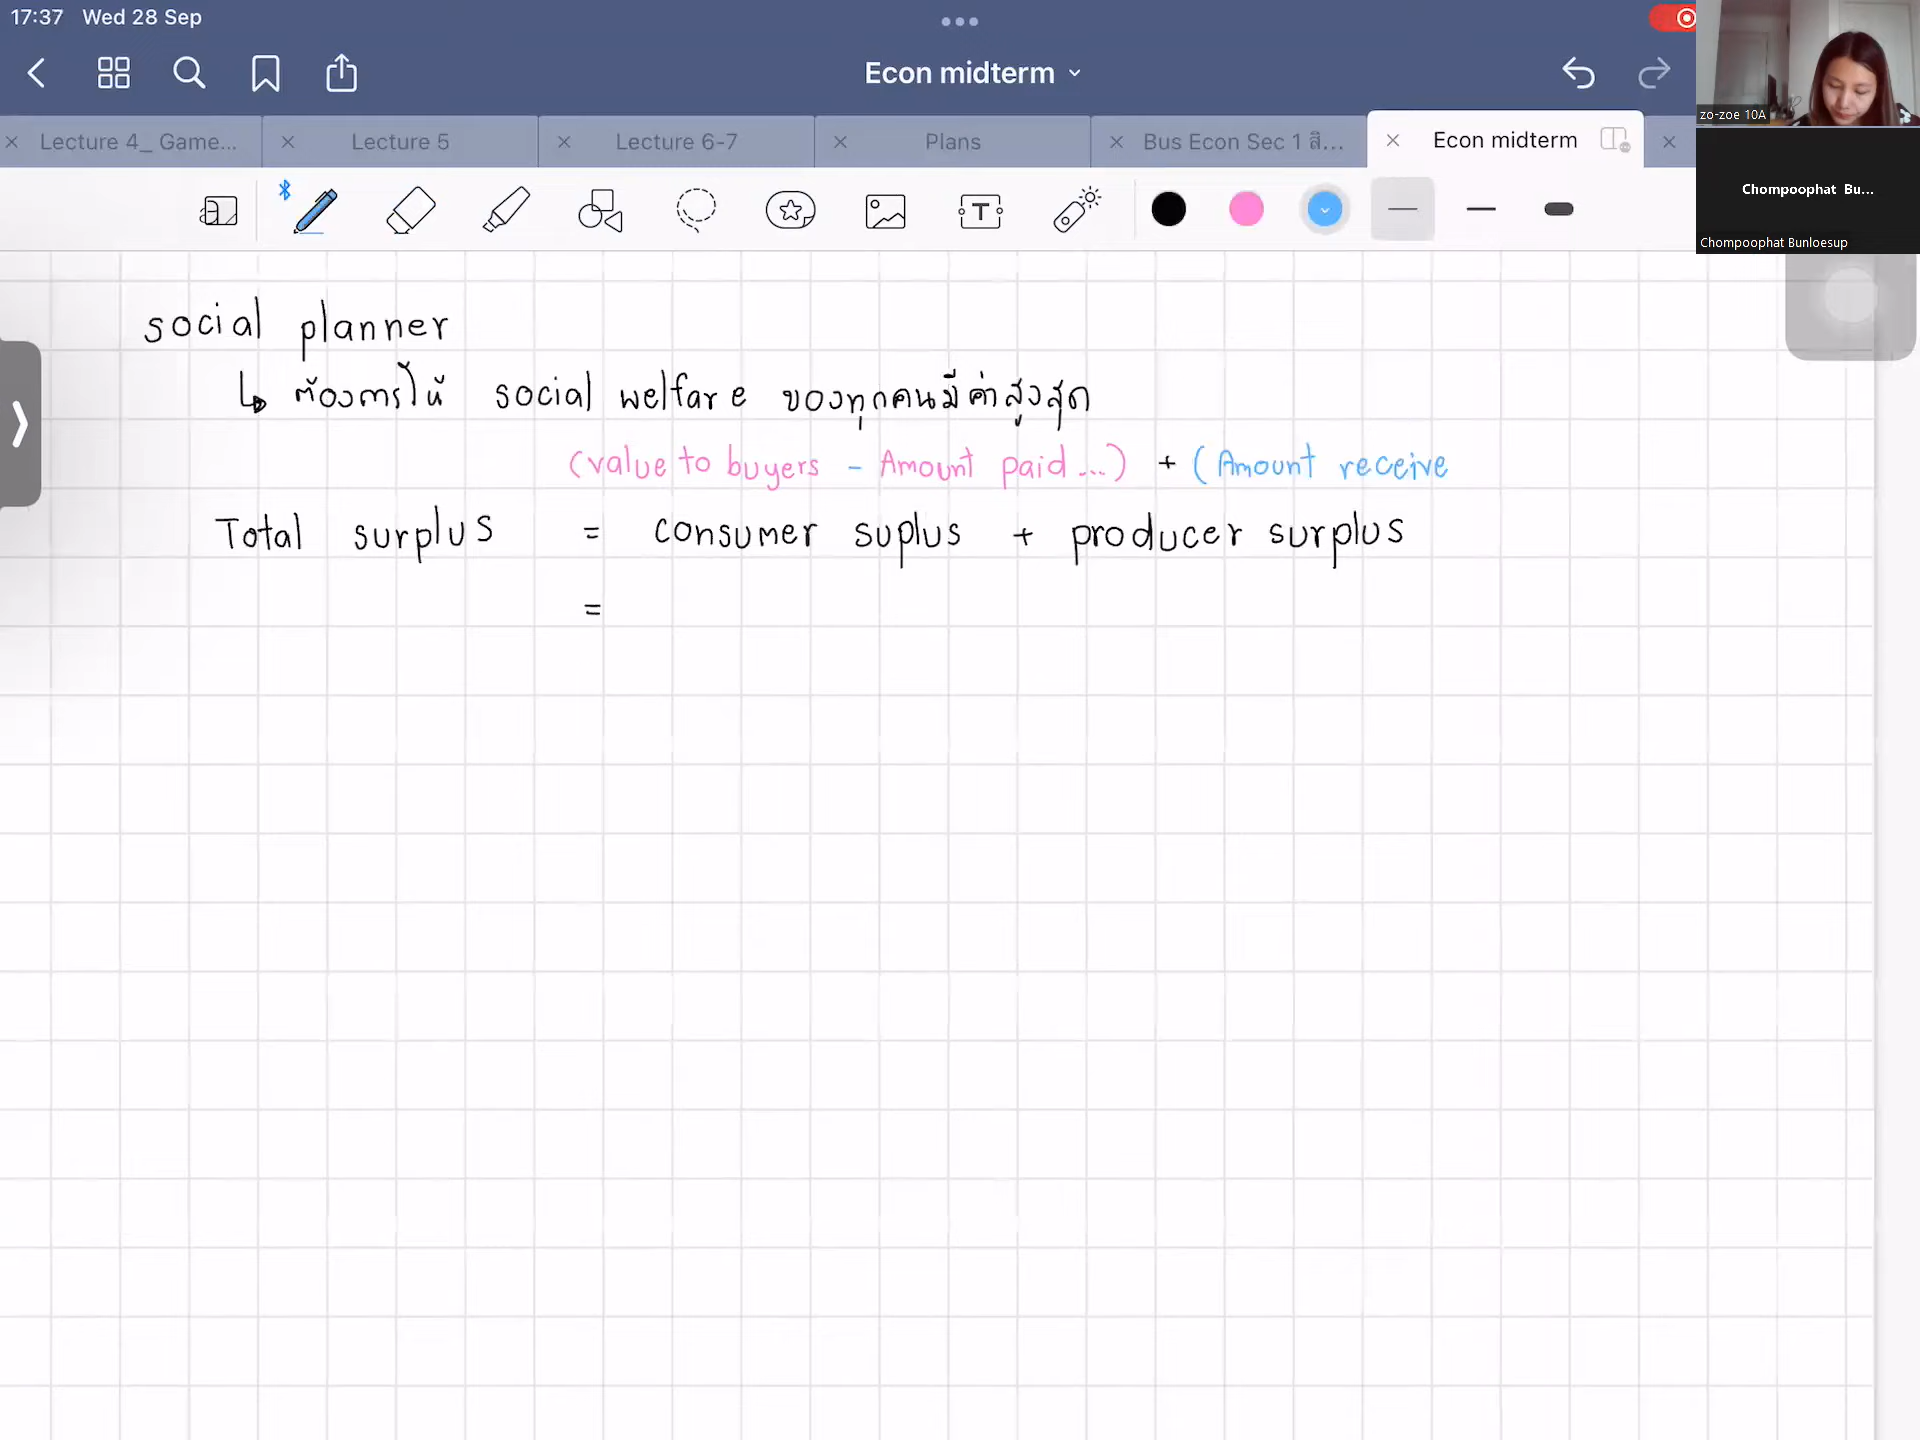 17:37 Wed 28 Sep
Econ midterm
zo-zoe 10A
Lecture 4_ Game...
Lecture 5
Lecture 6-7
Plans
Bus Econ Sec 1 สิ...
Econ midterm
Chompoophat Bu...
Chompoophat Bunloesup
social planner
↳ ต้องการให้ social welfare ของทุกคนมีค่าสูงสุด
(value to buyers - Amount paid...) + (Amount receive
Total surplus = consumer suplus + producer surplus
=